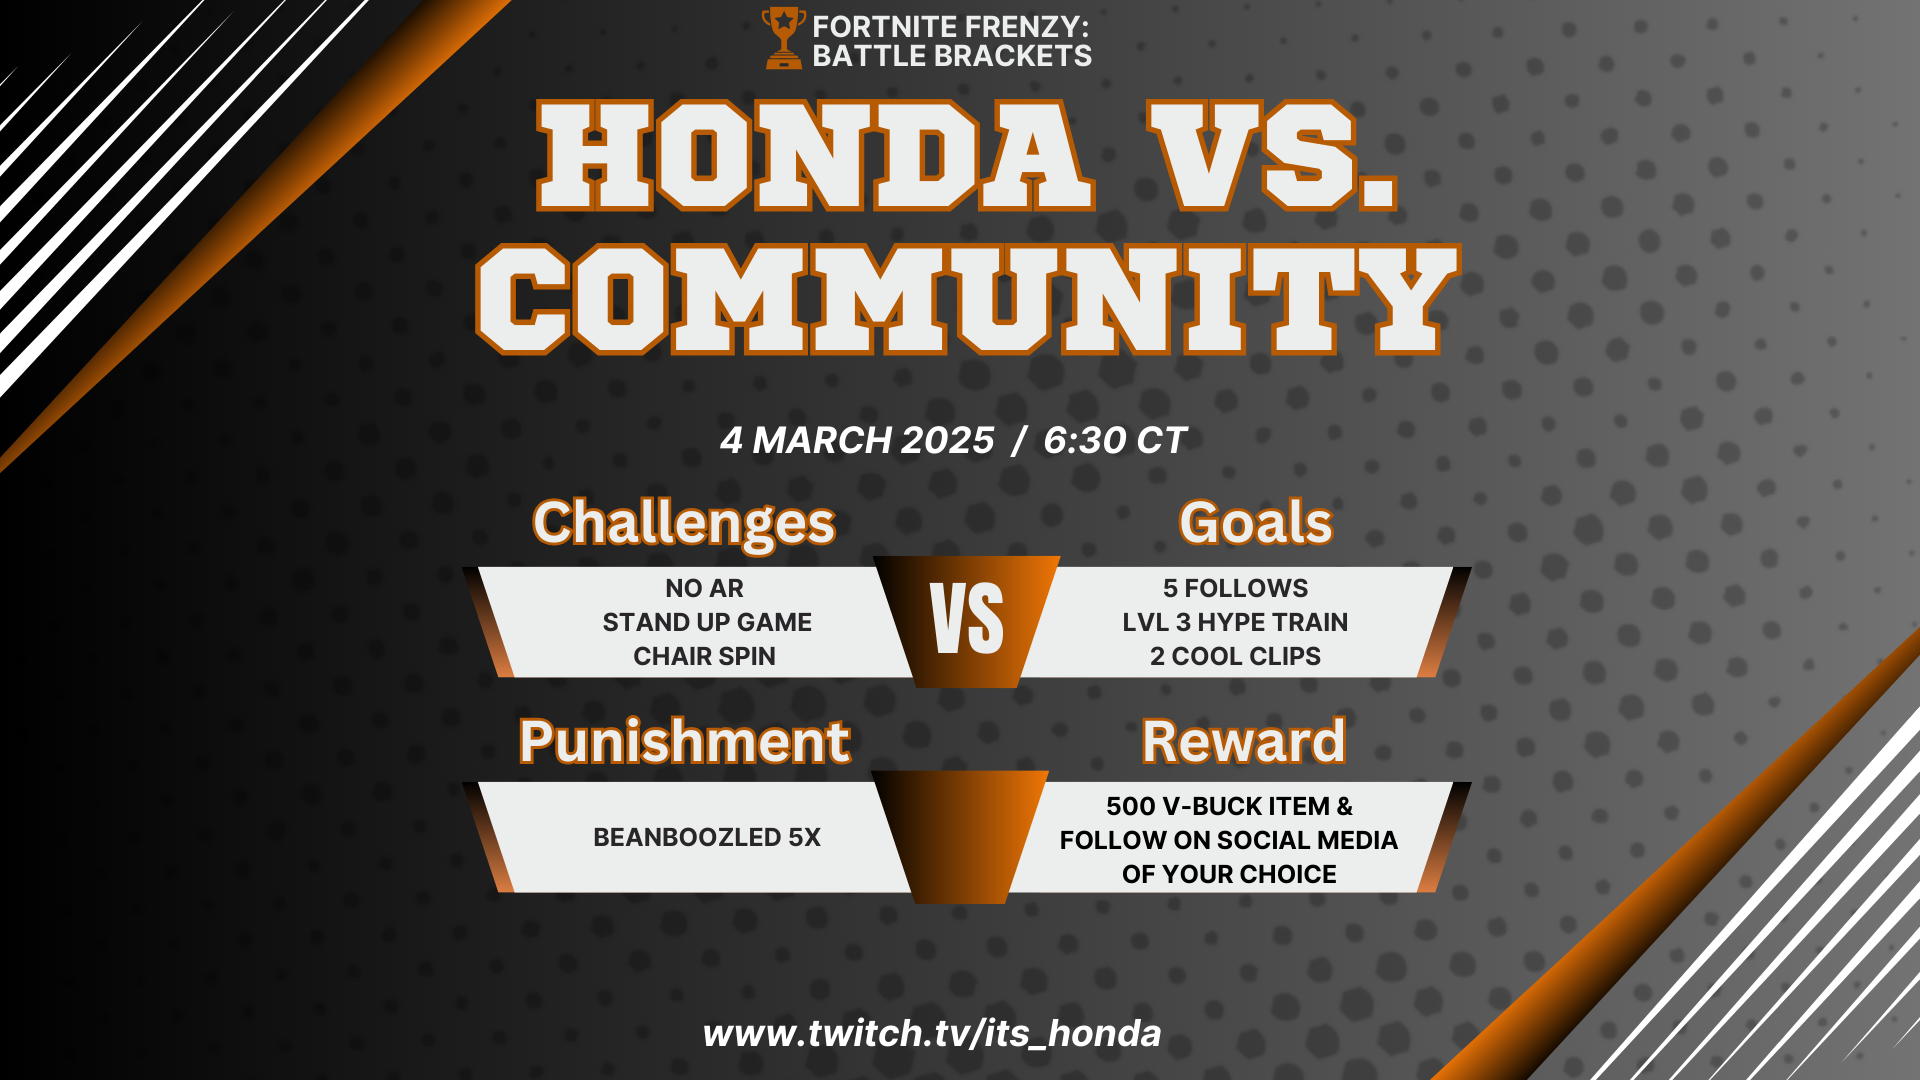 FORTNITE FRENZY:
BATTLE BRACKETS
HONDA VS.
COMMUNITY
4 MARCH 2025 / 6:30 CT
Challenges
NO AR
STAND UP GAME
CHAIR SPIN
VS
Goals
5 FOLLOWS
LVL 3 HYPE TRAIN
2 COOL CLIPS
Punishment
BEANBOOZLED 5X
Reward
500 V-BUCK ITEM &
FOLLOW ON SOCIAL MEDIA
OF YOUR CHOICE
www.twitch.tv/its_honda